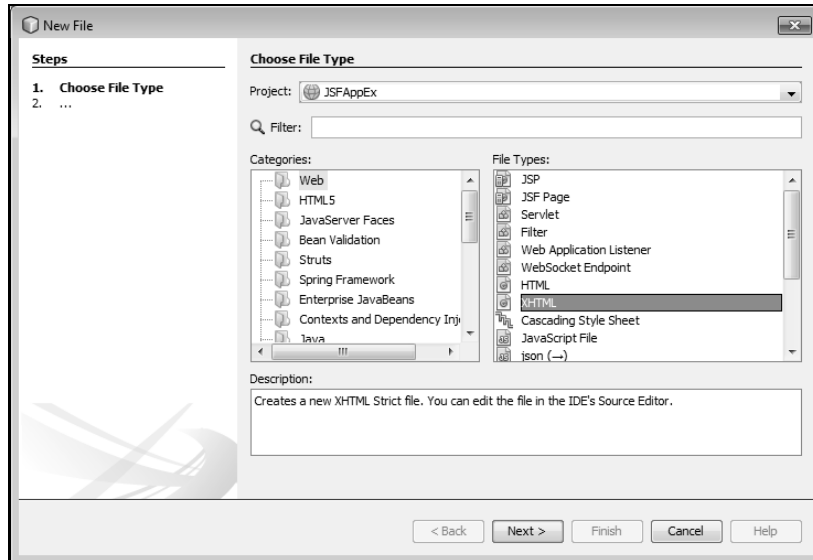 New File
Steps
1. Choose File Type
2. ...
Choose File Type
Project: JSFAppEx
Filter:
Categories:
Web
HTML5
JavaServer Faces
Bean Validation
Struts
Spring Framework
Enterprise JavaBeans
Contexts and Dependency Inj
Java
File Types:
JSP
JSF Page
Servlet
Filter
Web Application Listener
WebSocket Endpoint
HTML
XHTML
Cascading Style Sheet
JavaScript File
json (→)
Description:
Creates a new XHTML Strict file. You can edit the file in the IDE's Source Editor.
< Back Next > Finish Cancel Help